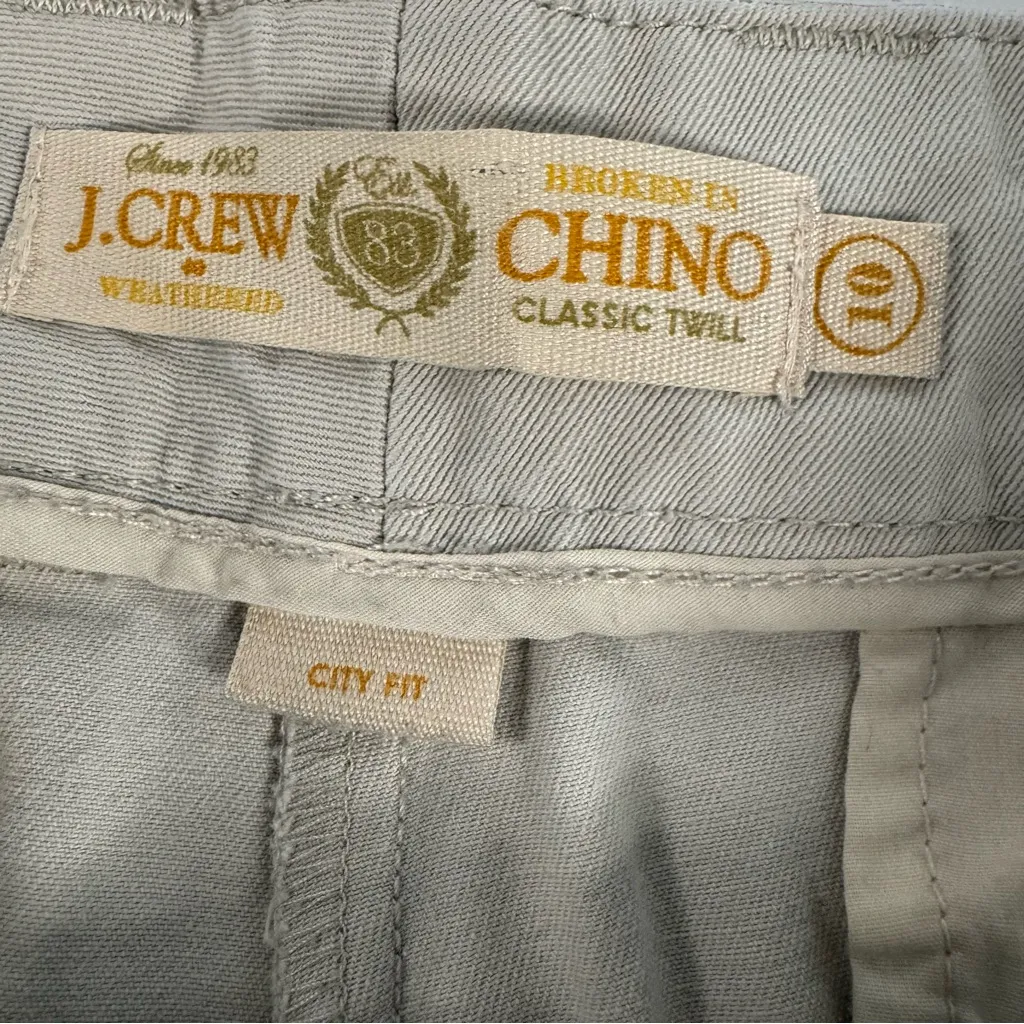 Since 1983
J.CREW
WEATHERED
Est.
83
BROKEN IN
CHINO
CLASSIC TWILL
10
CITY FIT